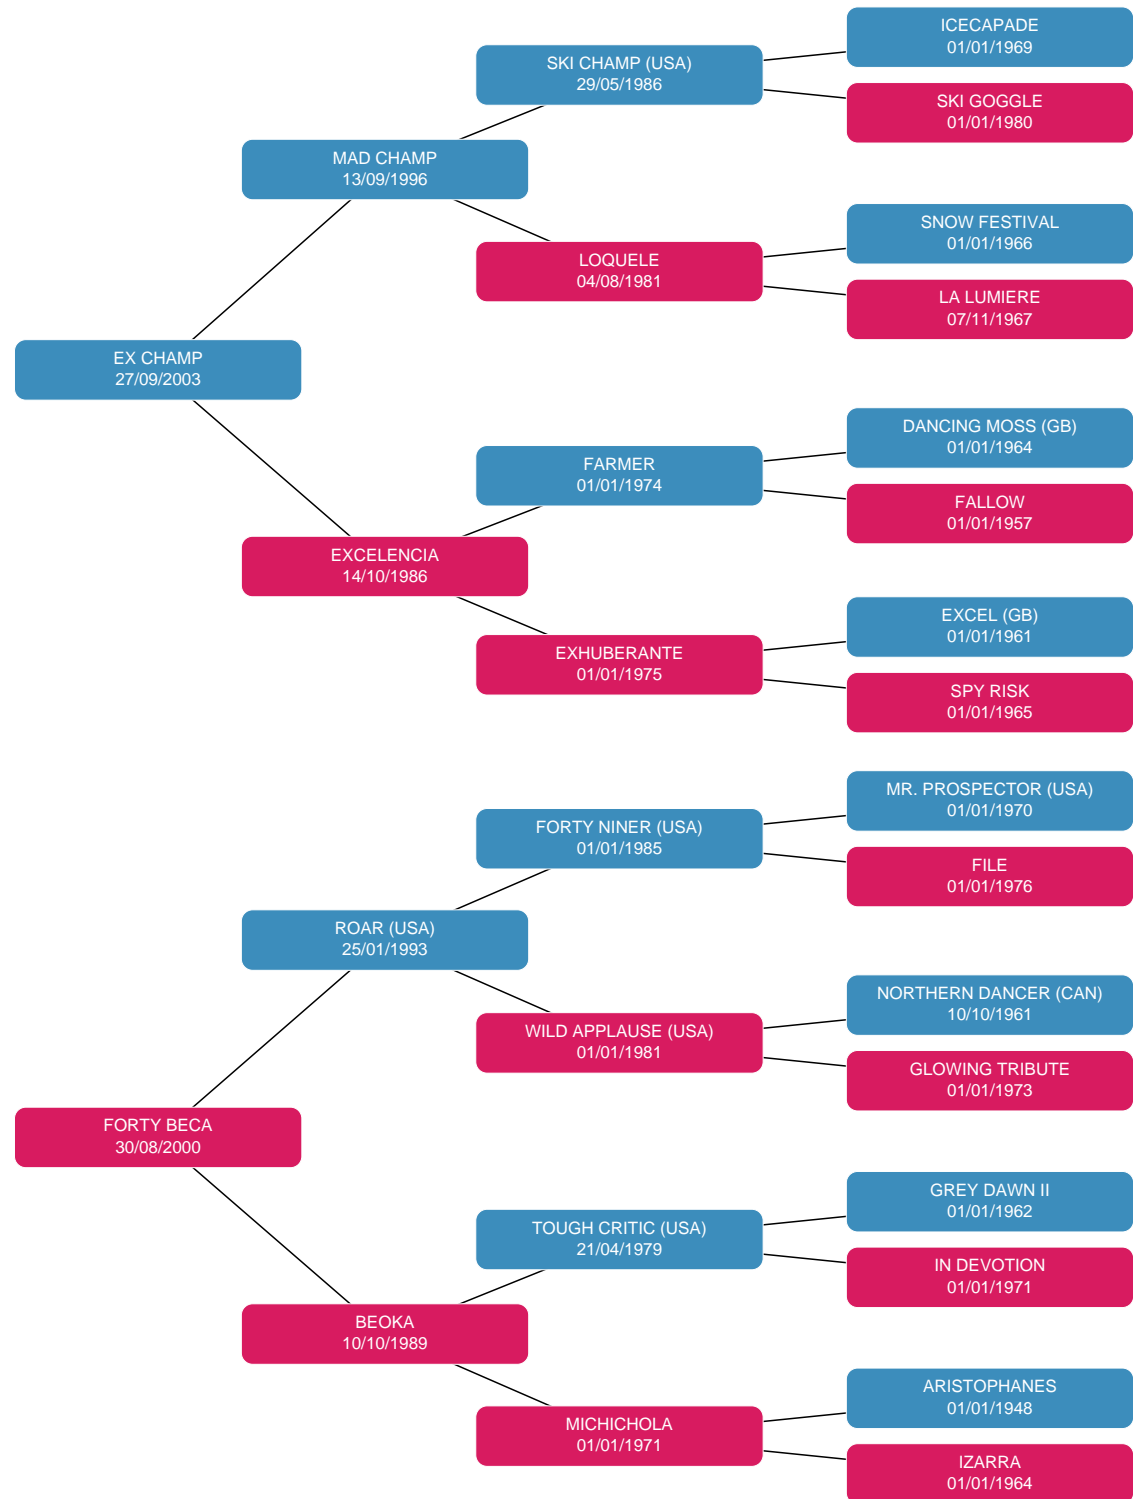 ICECAPADE
01/01/1969
SKI CHAMP (USA)
29/05/1986
SKI GOGGLE
01/01/1980
MAD CHAMP
13/09/1996
SNOW FESTIVAL
01/01/1966
LOQUELE
04/08/1981
LA LUMIERE
07/11/1967
EX CHAMP
27/09/2003
DANCING MOSS (GB)
01/01/1964
FARMER
01/01/1974
FALLOW
01/01/1957
EXCELENCIA
14/10/1986
EXCEL (GB)
01/01/1961
EXHUBERANTE
01/01/1975
SPY RISK
01/01/1965
MR. PROSPECTOR (USA)
01/01/1970
FORTY NINER (USA)
01/01/1985
FILE
01/01/1976
ROAR (USA)
25/01/1993
NORTHERN DANCER (CAN)
10/10/1961
WILD APPLAUSE (USA)
01/01/1981
GLOWING TRIBUTE
01/01/1973
FORTY BECA
30/08/2000
GREY DAWN II
01/01/1962
TOUGH CRITIC (USA)
21/04/1979
IN DEVOTION
01/01/1971
BEOKA
10/10/1989
ARISTOPHANES
01/01/1948
MICHICHOLA
01/01/1971
IZARRA
01/01/1964